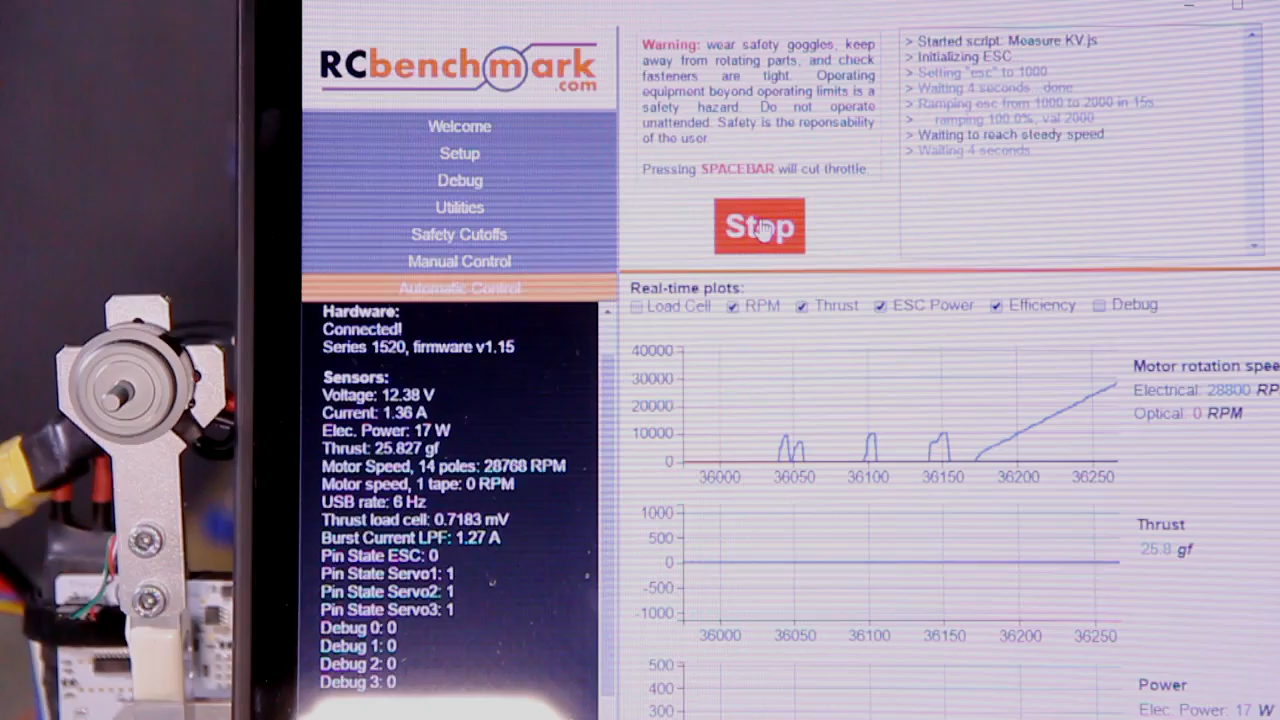 RCbenchmark
.com
Welcome
Setup
Debug
Utilities
Safety Cutoffs
Manual Control
Automatic Control
Hardware:
Connected!
Series 1520, firmware v1.15
Sensors:
Voltage: 12.38 V
Current: 1.36 A
Elec. Power: 17 W
Thrust: 25.827 gf
Motor Speed, 14 poles: 28768 RPM
Motor speed, 1 tape: 0 RPM
USB rate: 6 Hz
Thrust load cell: 0.7183 mV
Burst Current LPF: 1.27 A
Pin State ESC: 0
Pin State Servo1: 1
Pin State Servo2: 1
Pin State Servo3: 1
Debug 0: 0
Debug 1: 0
Debug 2: 0
Debug 3: 0
Warning: wear safety goggles, keep
away from rotating parts, and check
fasteners are tight. Operating
equipment beyond operating limits is a
safety hazard. Do not operate
unattended. Safety is the reponsability
of the user.
Pressing SPACEBAR will cut throttle
Stop
> Started script: Measure KV.js
> Initializing ESC
> Setting "esc" to 1000
> Waiting 4 seconds...done
> Ramping esc from 1000 to 2000 in 15s
> ramping 100.0%, val 2000
> Waiting to reach steady speed
> Waiting 4 seconds
Real-time plots:
Load Cell RPM Thrust ESC Power Efficiency Debug
40000
30000
20000
10000
0
36000 36050 36100 36150 36200 36250
Motor rotation spee
Electrical: 28800 RP
Optical: 0 RPM
1000
500
0
-500
-1000
36000 36050 36100 36150 36200 36250
Thrust
25.8 gf
500
400
300
Power
Elec. Power: 17 W